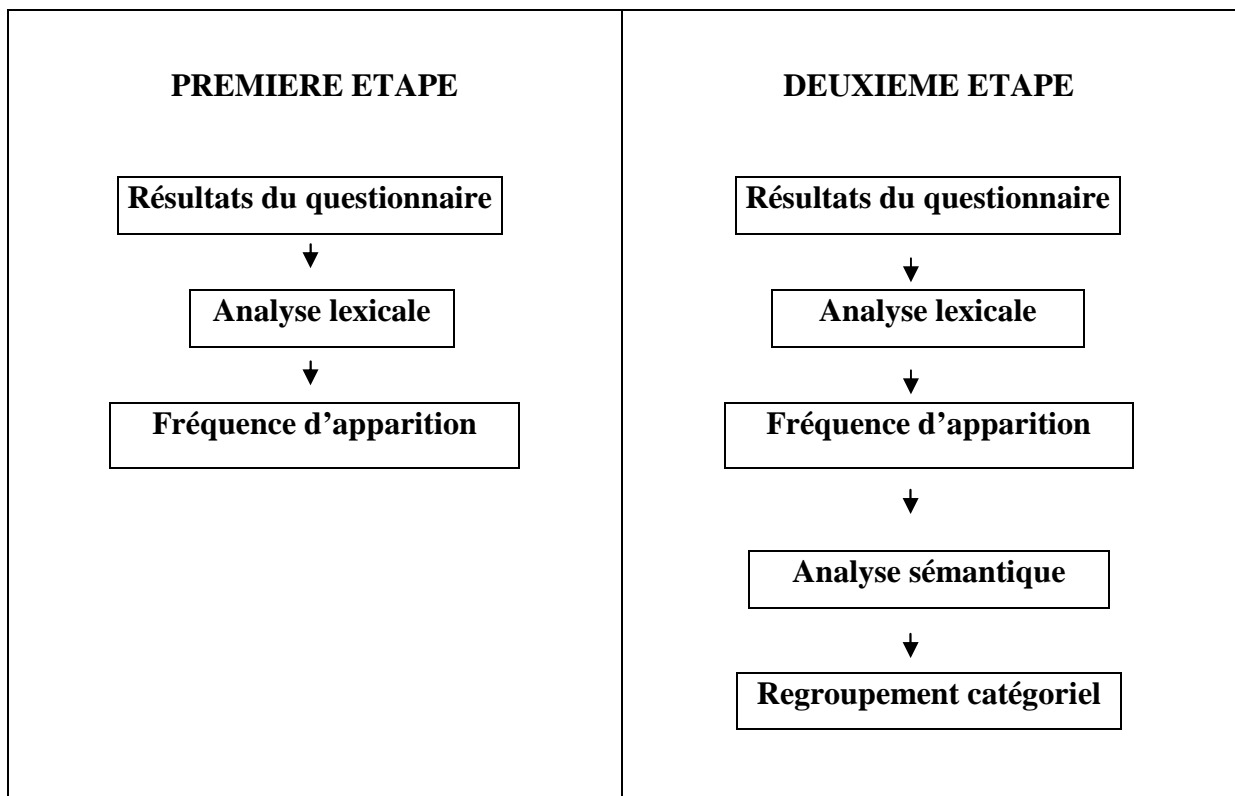 PREMIERE ETAPE
Résultats du questionnaire
Analyse lexicale
Fréquence d’apparition
DEUXIEME ETAPE
Résultats du questionnaire
Analyse lexicale
Fréquence d’apparition
Analyse sémantique
Regroupement catégoriel